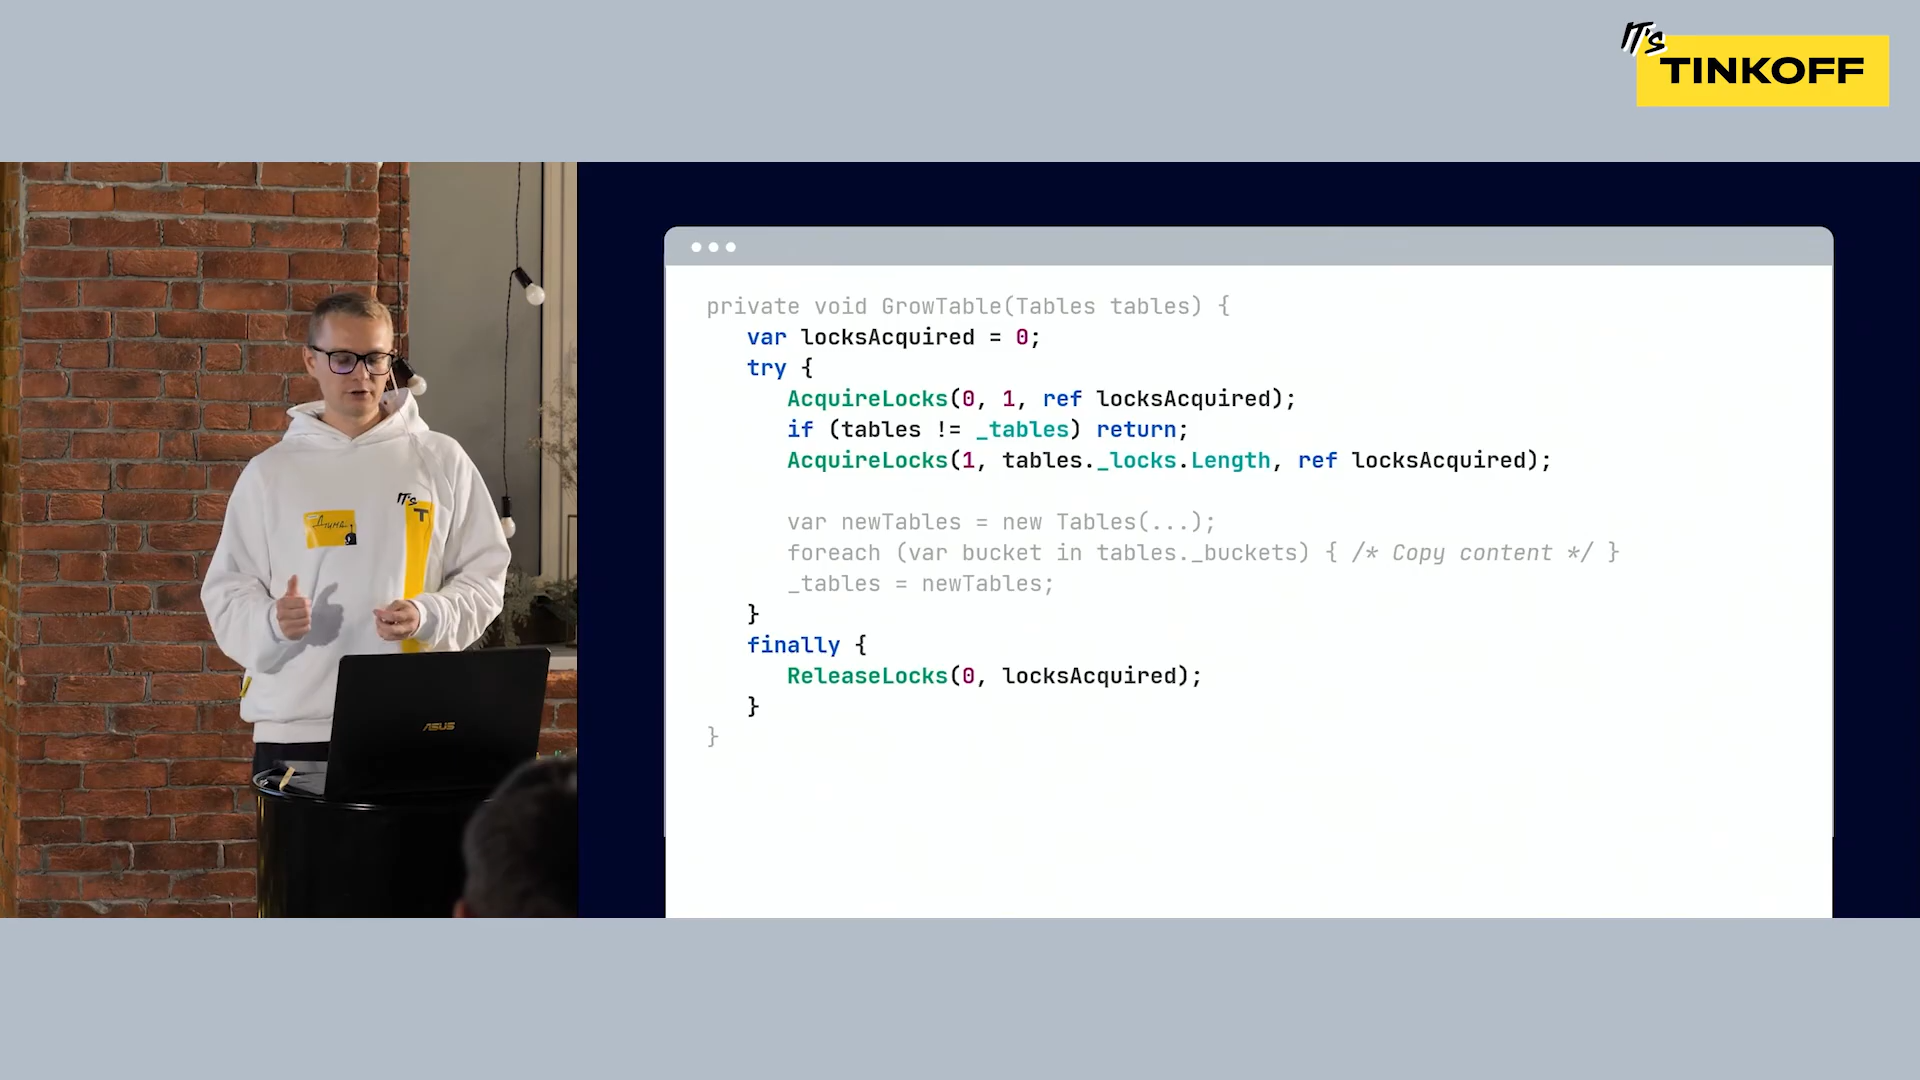 IT's
TINKOFF
private void GrowTable(Tables tables) {
var locksAcquired = 0;
try {
AcquireLocks(0, 1, ref locksAcquired);
if (tables != _tables) return;
AcquireLocks(1, tables._locks.Length, ref locksAcquired);
var newTables = new Tables(...);
foreach (var bucket in tables._buckets) { /* Copy content */ }
_tables = newTables;
}
finally {
ReleaseLocks(0, locksAcquired);
}
}
IT's
T
Дима
ASUS